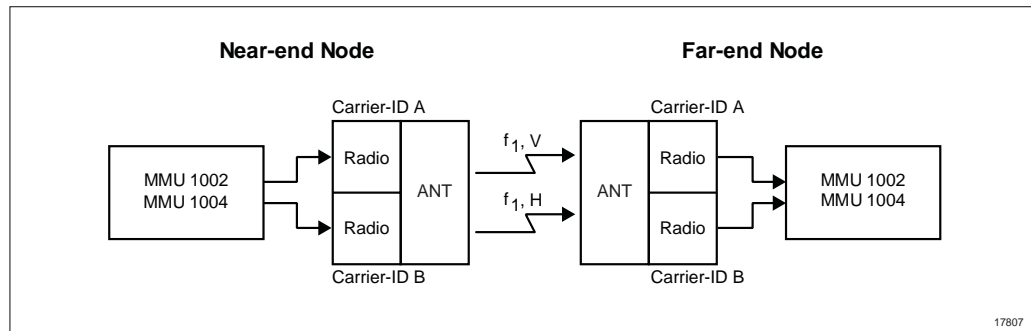 Near-end Node
Far-end Node
Carrier-ID A
Carrier-ID A
MMU 1002
MMU 1004
Radio
Radio
ANT
f1, V
f1, H
ANT
Radio
Radio
MMU 1002
MMU 1004
Carrier-ID B
Carrier-ID B
17807